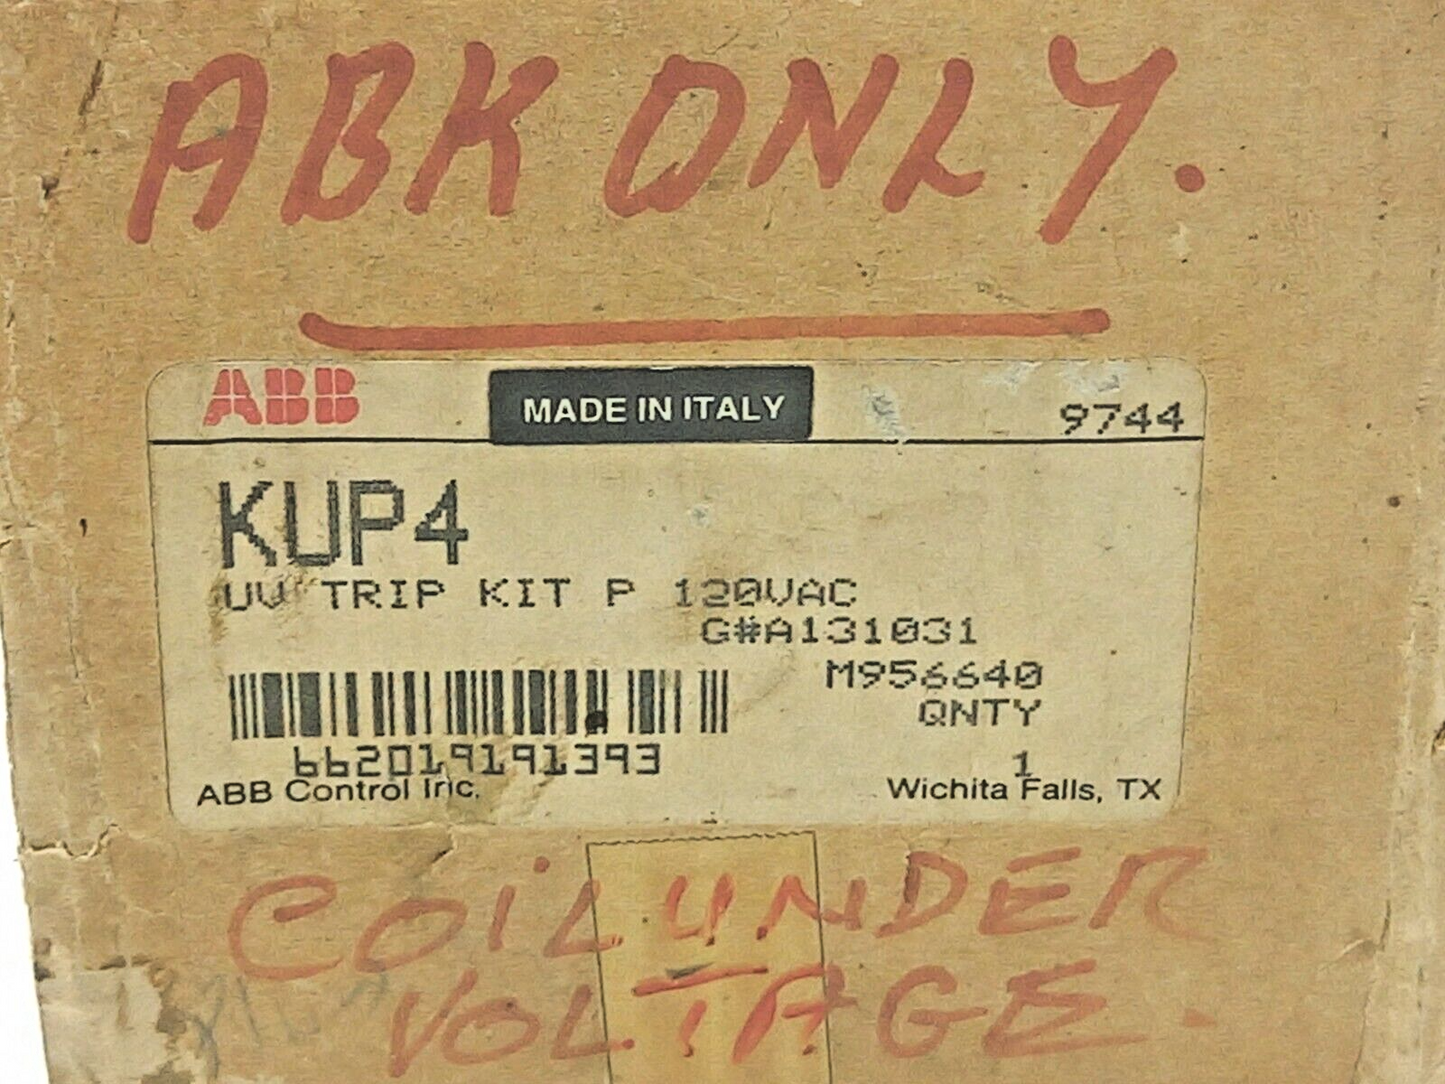 ABK ONLY.
ABB MADE IN ITALY 9744
KUP4
UV TRIP KIT P 120VAC
G#A131031
M956640
QNTY
662019191393 1
ABB Control Inc. Wichita Falls, TX
COIL UNDER
VOLTAGE.